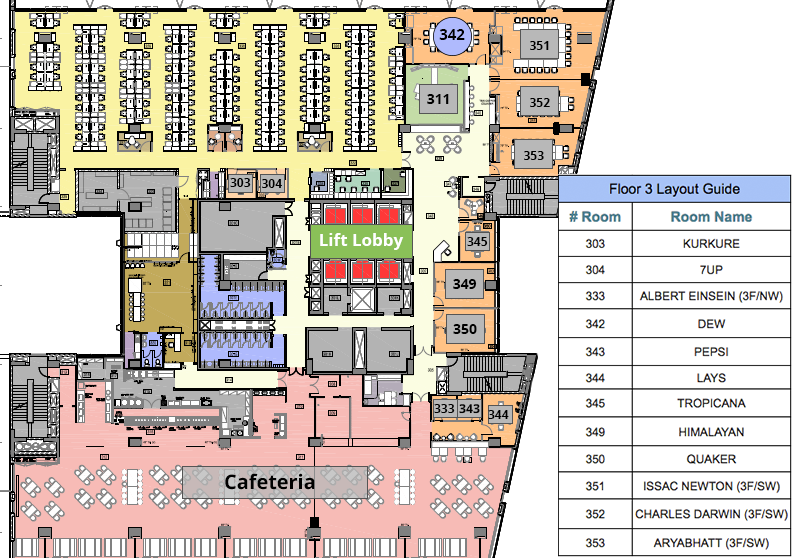 342
351
311
352
353
303
304
Lift Lobby
345
349
350
333 343 344
Cafeteria
Floor 3 Layout Guide
# Room Room Name
303 KURKURE
304 7UP
333 ALBERT EINSEIN (3F/NW)
342 DEW
343 PEPSI
344 LAYS
345 TROPICANA
349 HIMALAYAN
350 QUAKER
351 ISSAC NEWTON (3F/SW)
352 CHARLES DARWIN (3F/SW)
353 ARYABHATT (3F/SW)